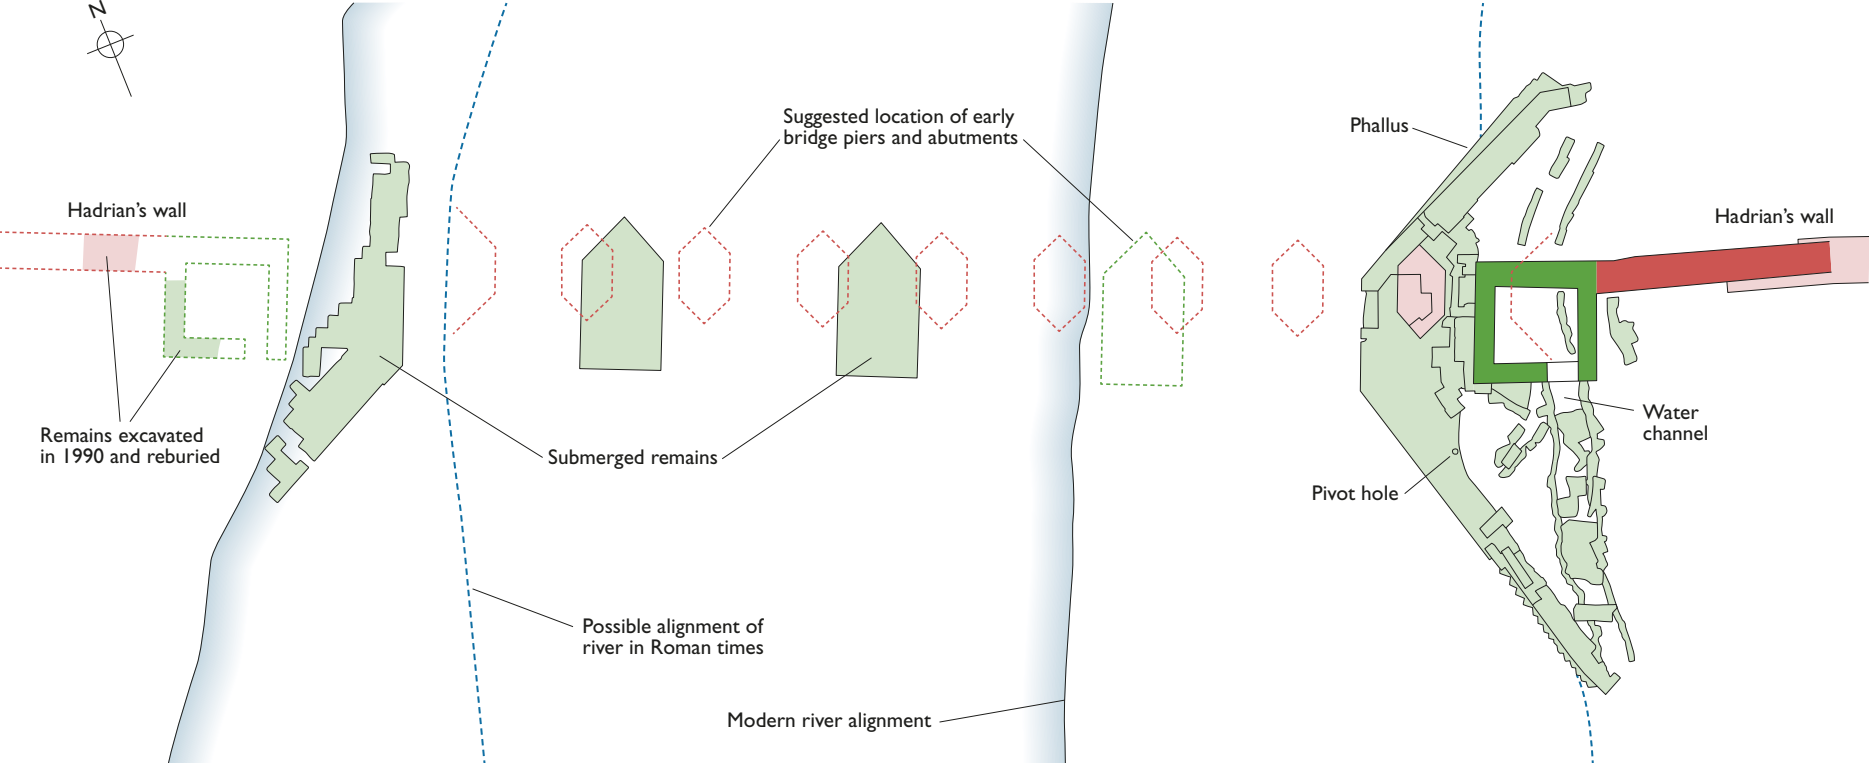 N
Suggested location of early
bridge piers and abutments
Phallus
Hadrian’s wall
Hadrian’s wall
Remains excavated
in 1990 and reburied
Submerged remains
Water
channel
Pivot hole
Possible alignment of
river in Roman times
Modern river alignment